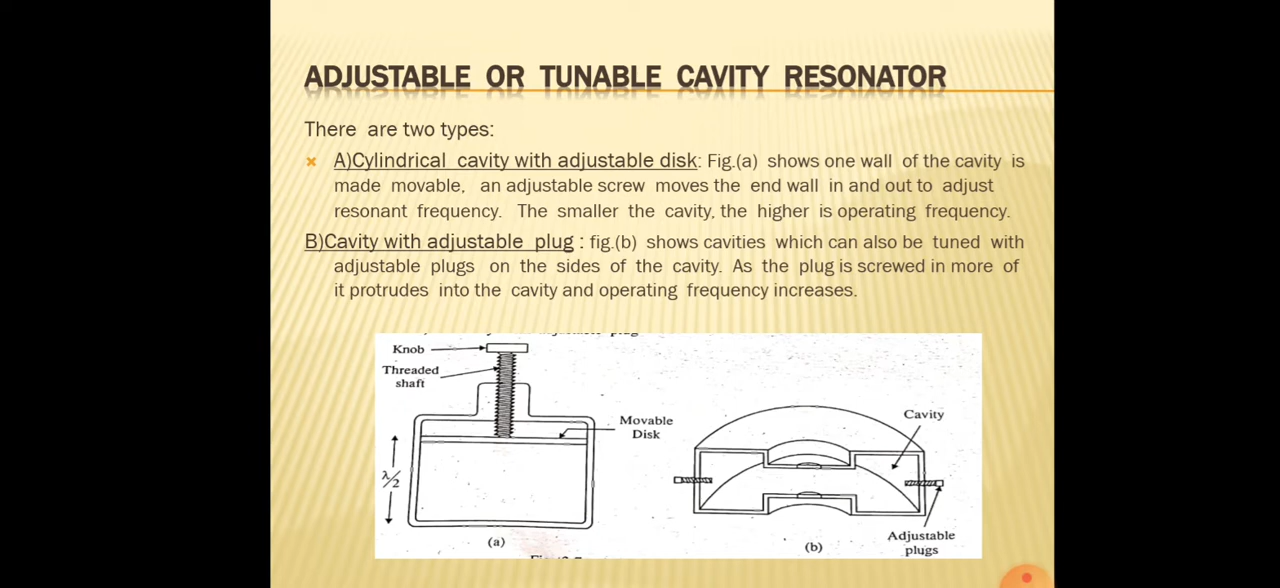 ADJUSTABLE OR TUNABLE CAVITY RESONATOR
There are two types:
A)Cylindrical cavity with adjustable disk: Fig.(a) shows one wall of the cavity is
made movable, an adjustable screw moves the end wall in and out to adjust
resonant frequency. The smaller the cavity, the higher is operating frequency.
B)Cavity with adjustable plug : fig.(b) shows cavities which can also be tuned with
adjustable plugs on the sides of the cavity. As the plug is screwed in more of
it protrudes into the cavity and operating frequency increases.
Knob
Threaded
shaft
Movable
Disk
λ/2
(a)
Cavity
Adjustable
plugs
(b)